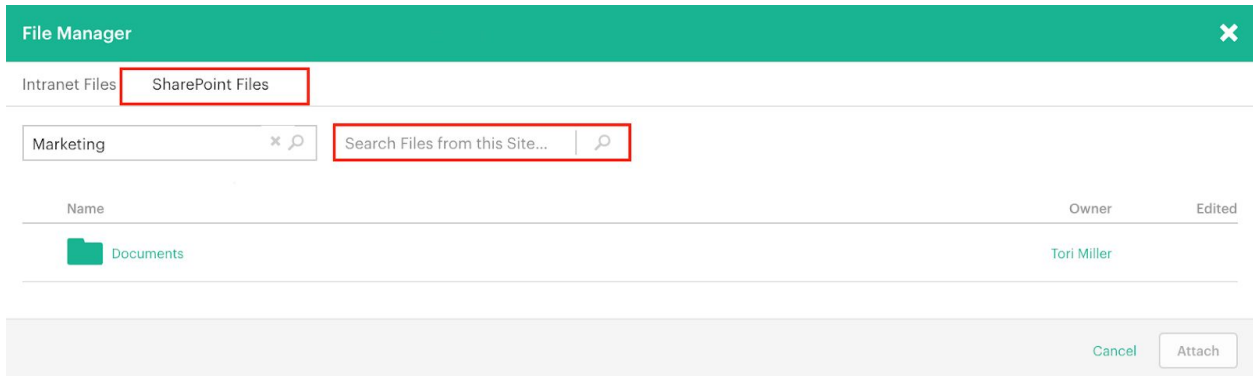 File Manager
Intranet Files SharePoint Files
Marketing Search Files from this Site...
Name Owner Edited
Documents Tori Miller
Cancel Attach